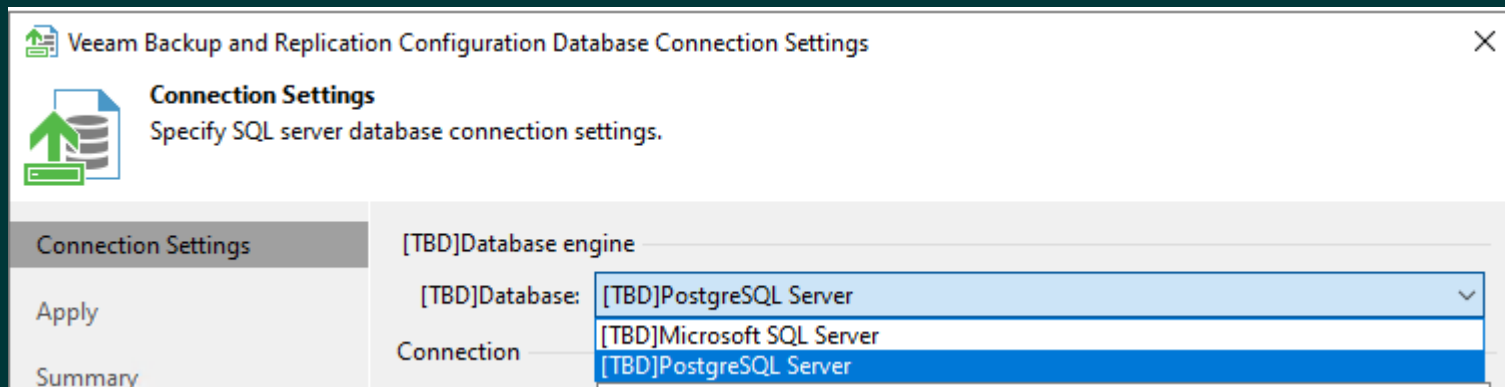 Veeam Backup and Replication Configuration Database Connection Settings
Connection Settings
Specify SQL server database connection settings.
Connection Settings
Apply
Summary
[TBD]Database engine
[TBD]Database: [TBD]PostgreSQL Server
[TBD]Microsoft SQL Server
[TBD]PostgreSQL Server
Connection